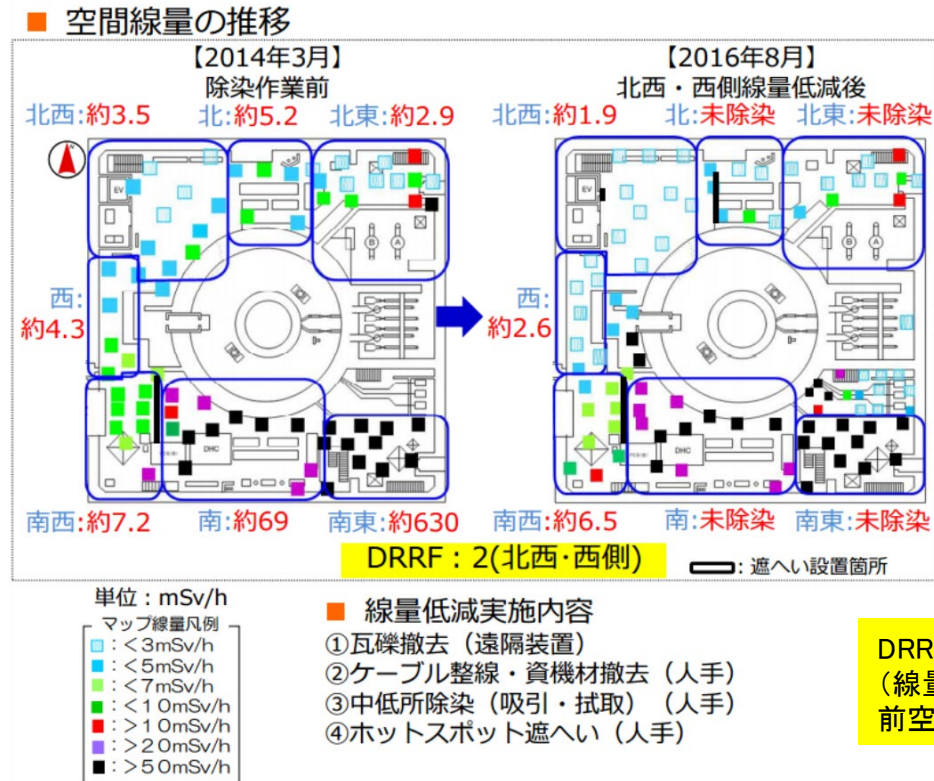 ■ 空間線量の推移
【2014年3月】
除染作業前
北西:約3.5 北:約5.2 北東:約2.9
EV
B A
西:
約4.3
DHC
南西:約7.2 南:約69 南東:約630
【2016年8月】
北西・西側線量低減後
北西:約1.9 北:未除染 北東:未除染
EV
B A
西:
約2.6
DHC
南西:約6.5 南:未除染 南東:未除染
DRRF:2(北西・西側)
:遮へい設置箇所
単位:mSv/h
マップ線量凡例
:<3mSv/h
:<5mSv/h
:<7mSv/h
:<10mSv/h
:>10mSv/h
:>20mSv/h
:>50mSv/h
■ 線量低減実施内容
①瓦礫撤去(遠隔装置)
②ケーブル整線・資機材撤去(人手)
③中低所除染(吸引・拭取)(人手)
④ホットスポット遮へい(人手)
DRR
(線量
前空